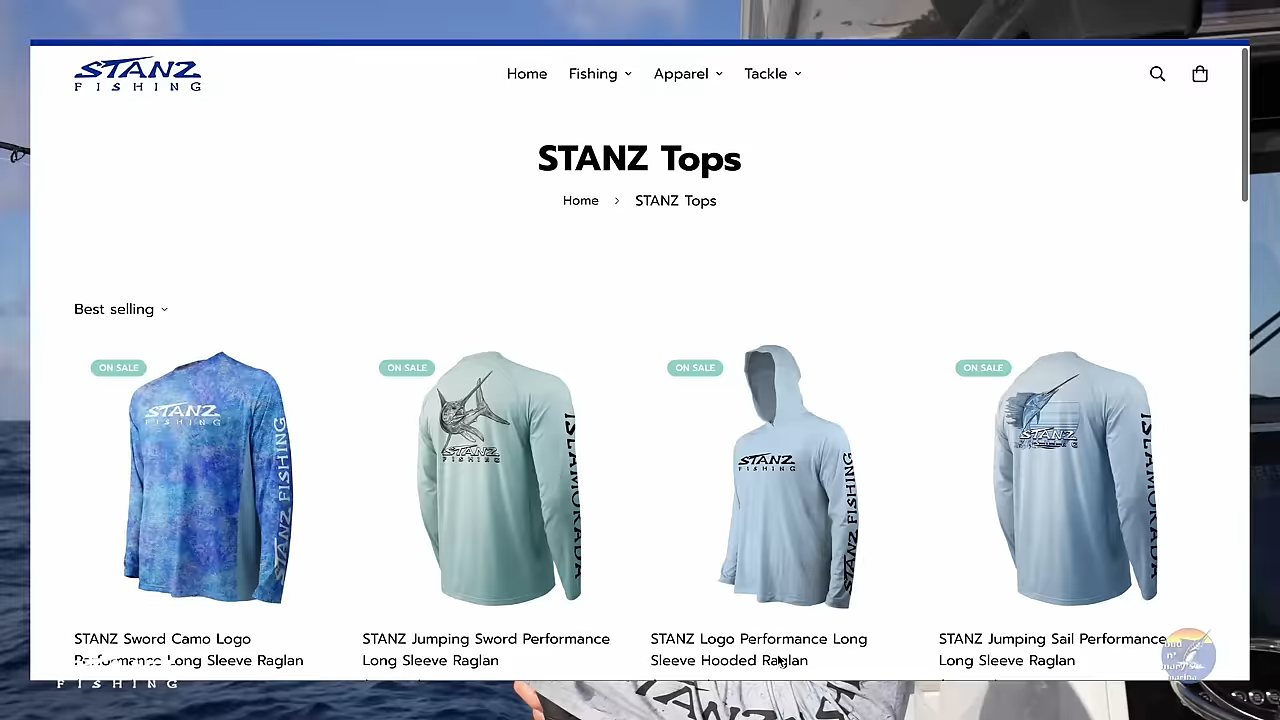 STANZ
FISHING
Home
Fishing
Apparel
Tackle
STANZ Tops
Home > STANZ Tops
Best selling
ON SALE
ON SALE
ON SALE
ON SALE
STANZ
FISHING
STANZ FISHING
STANZ
FISHING
ISLAMORADA
STANZ
FISHING
STANZ FISHING
STANZ
FISHING
ISLAMORADA
STANZ Sword Camo Logo
Performance Long Sleeve Raglan
STANZ Jumping Sword Performance
Long Sleeve Raglan
STANZ Logo Performance Long
Sleeve Hooded Raglan
STANZ Jumping Sail Performance
Long Sleeve Raglan
FISHING
STANZ